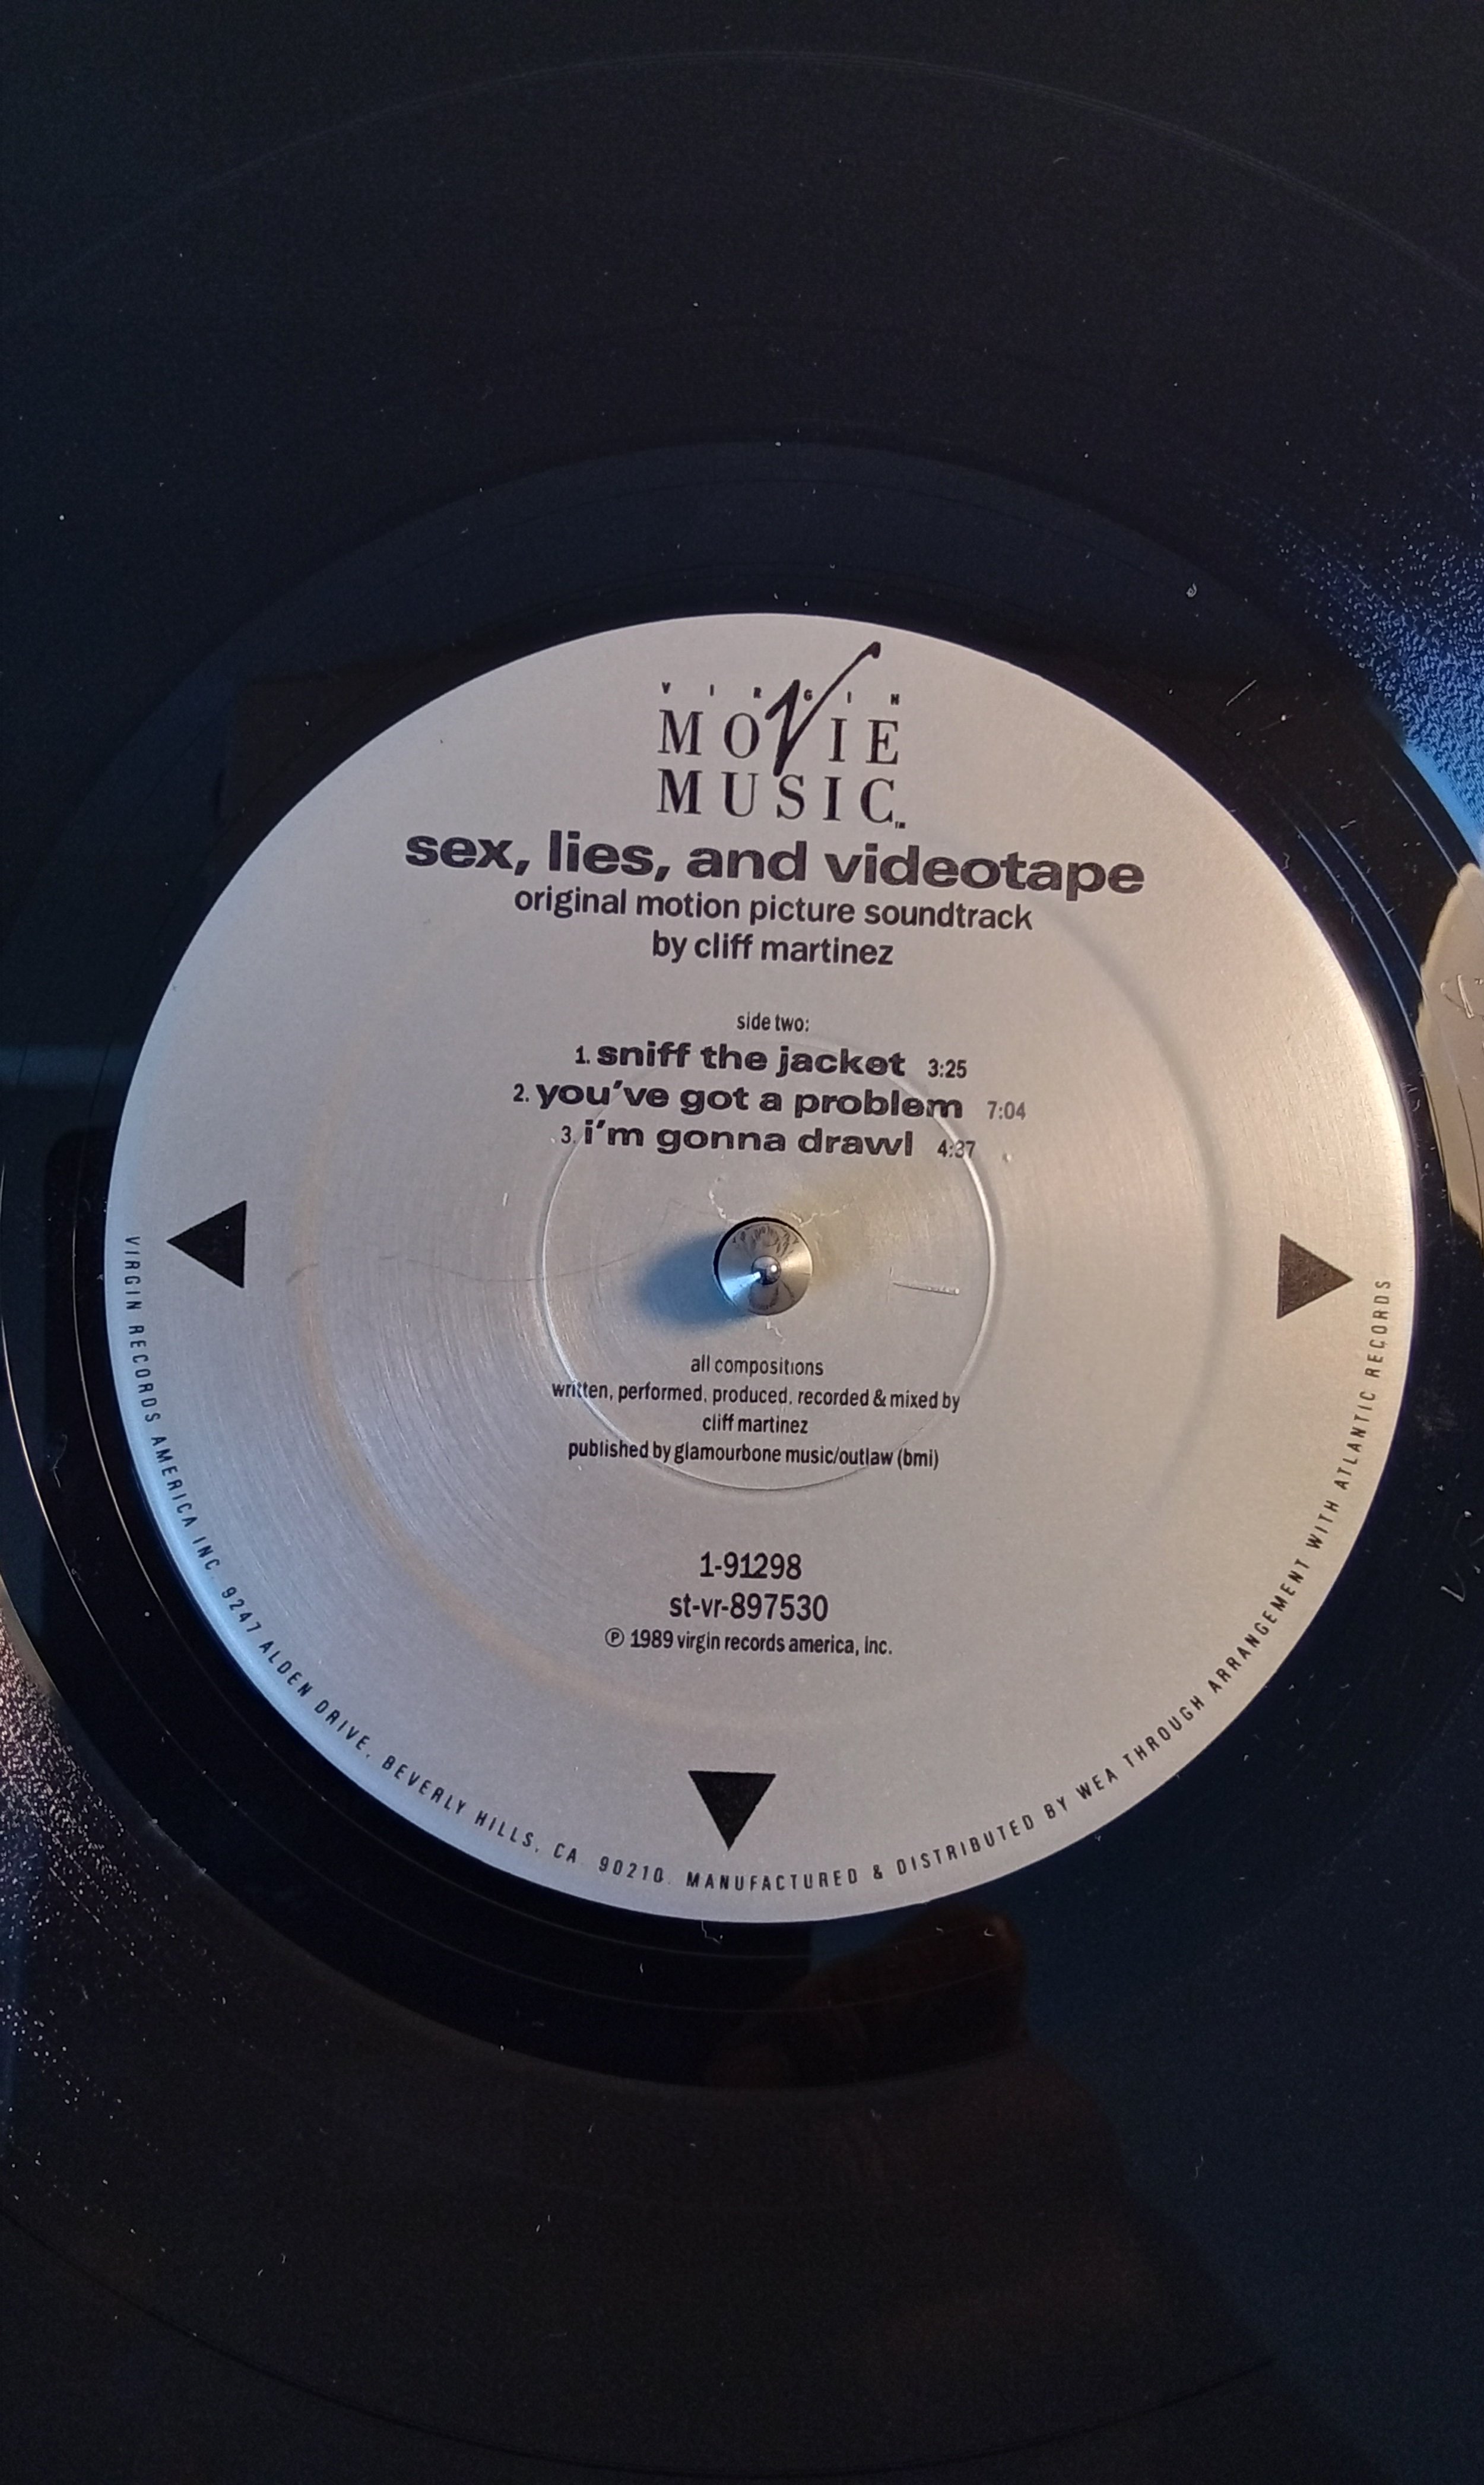 VIRGIN
MOVIE
MUSIC™
sex, lies, and videotape
original motion picture soundtrack
by cliff martinez
side two:
1. sniff the jacket 3:25
2. you've got a problem 7:04
3. i'm gonna drawl 4:37
all compositions
written, performed, produced, recorded & mixed by
cliff martinez
published by glamourbone music/outlaw (bmi)
1-91298
st-vr-897530
℗ 1989 virgin records america, inc.
VIRGIN RECORDS AMERICA INC. 9247 ALDEN DRIVE, BEVERLY HILLS, CA. 90210. MANUFACTURED & DISTRIBUTED BY WEA THROUGH ARRANGEMENT WITH ATLANTIC RECORDS